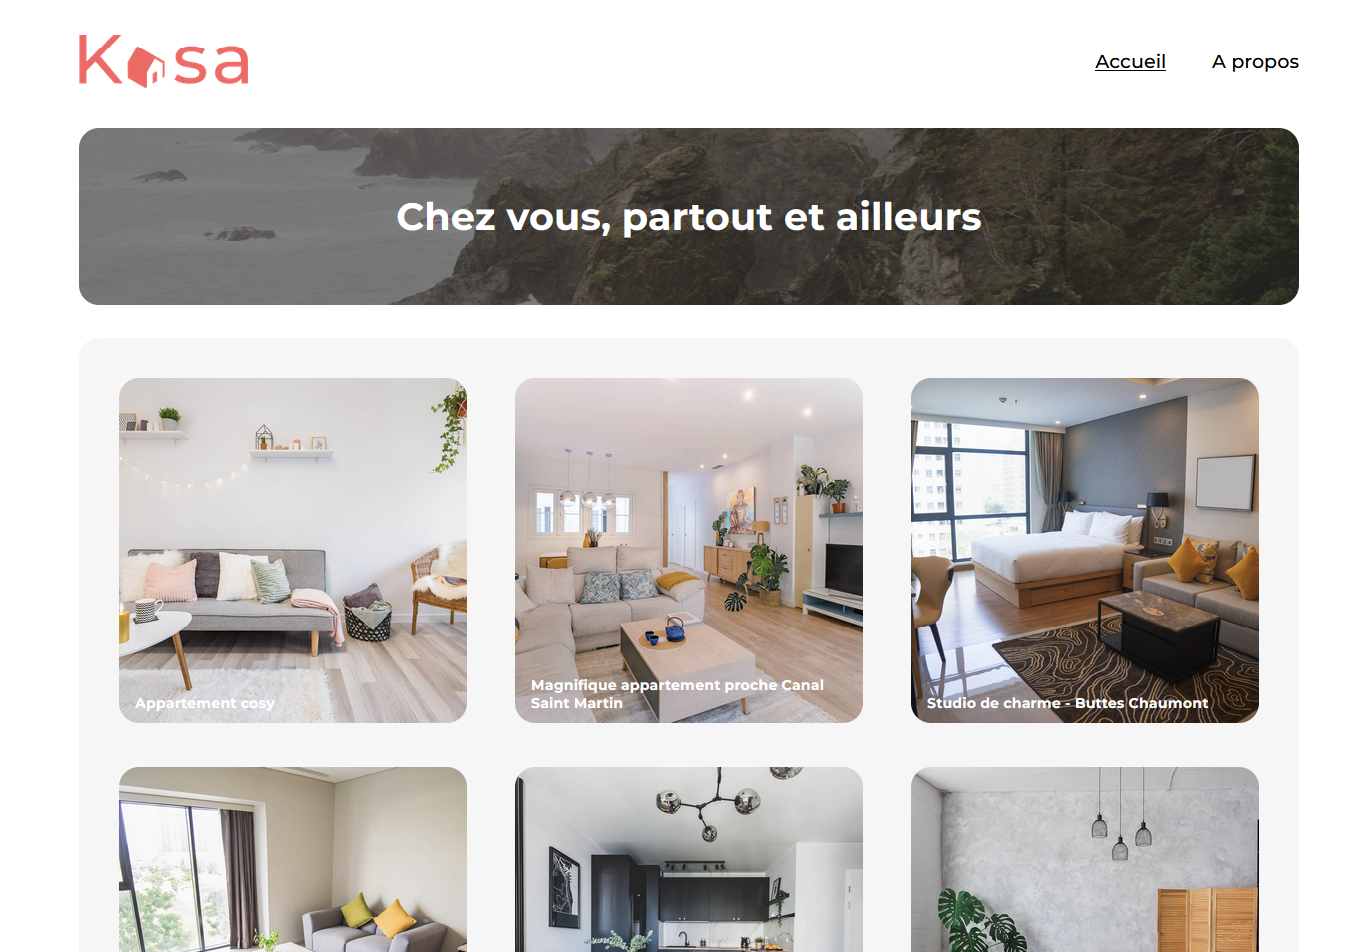 Kasa
Accueil
A propos
Chez vous, partout et ailleurs
Appartement cosy
Magnifique appartement proche Canal
Saint Martin
Studio de charme - Buttes Chaumont